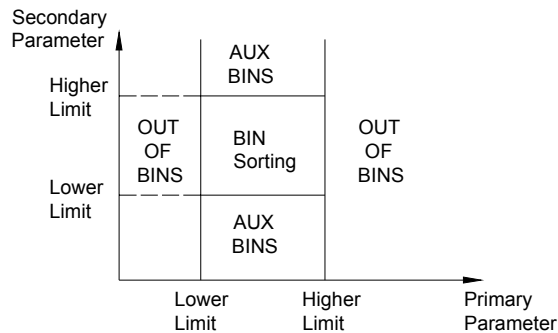 Secondary
Parameter
AUX
BINS
Higher
Limit
OUT
OF
BINS
BIN
Sorting
OUT
OF
BINS
Lower
Limit
AUX
BINS
Lower
Limit
Higher
Limit
Primary
Parameter